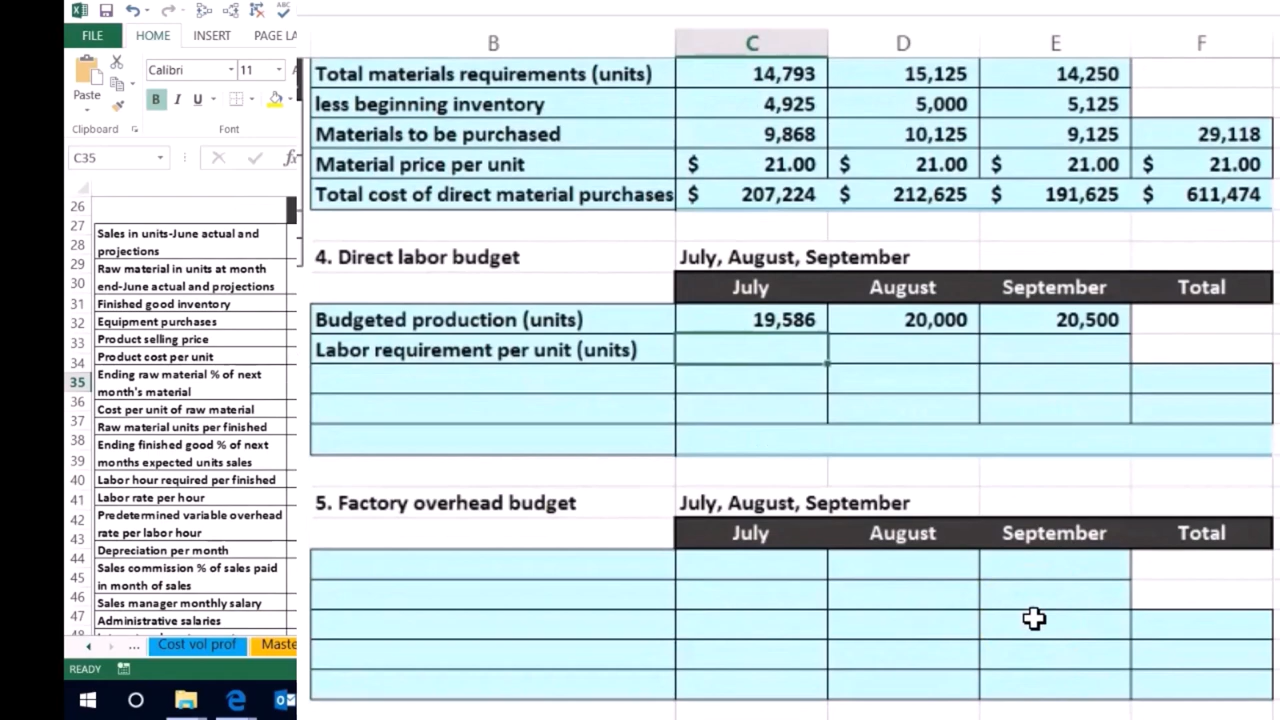 FILE HOME INSERT PAGE LA
Calibri 11
Paste
B I U
Clipboard Font
C35 fx
26
27
28
29
30
31
32
33
34
35
36
37
38
39
40
41
42
43
44
45
46
47
48
Sales in units-June actual and
projections
Raw material in units at month
end-June actual and projections
Finished good inventory
Equipment purchases
Product selling price
Product cost per unit
Ending raw material % of next
month's material
Cost per unit of raw material
Raw material units per finished
Ending finished good % of next
months expected units sales
Labor hour required per finished
Labor rate per hour
Predetermined variable overhead
rate per labor hour
Depreciation per month
Sales commission % of sales paid
in month of sales
Sales manager monthly salary
Administrative salaries
... Cost vol prof Maste
READY
B C D E F
Total materials requirements (units) 14,793 15,125 14,250
less beginning inventory 4,925 5,000 5,125
Materials to be purchased 9,868 10,125 9,125 29,118
Material price per unit $ 21.00 $ 21.00 $ 21.00 $ 21.00
Total cost of direct material purchases $ 207,224 $ 212,625 $ 191,625 $ 611,474
4. Direct labor budget July, August, September
July August September Total
Budgeted production (units) 19,586 20,000 20,500
Labor requirement per unit (units)
5. Factory overhead budget July, August, September
July August September Total